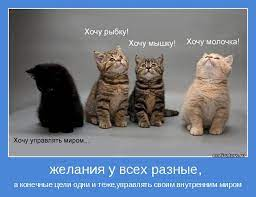 Хочу рыбку!
Хочу мышку!
Хочу молочка!
Хочу управлять миром...
желания у всех разные,
а конечные цели одни и теже,управлять своим внутренним миром